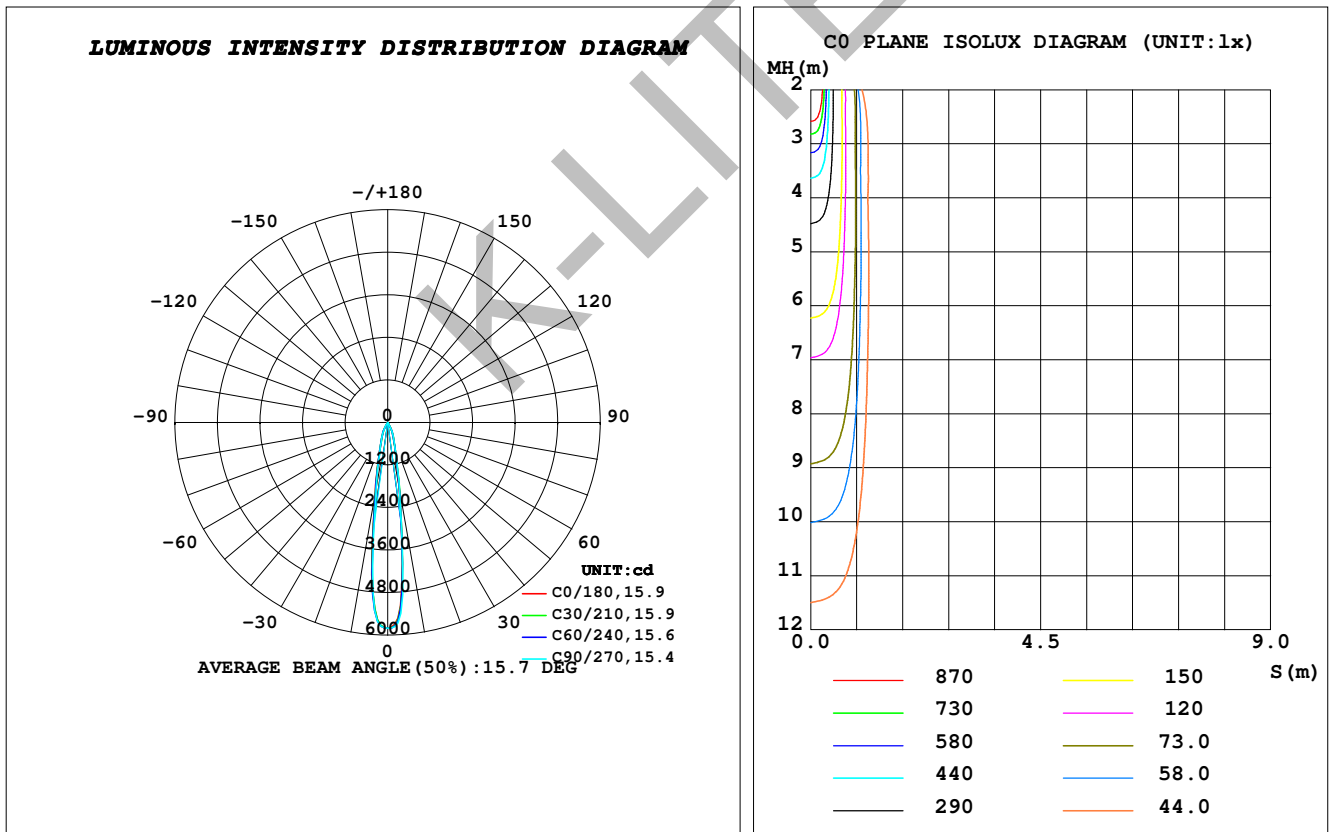 LUMINOUS INTENSITY DISTRIBUTION DIAGRAM
-/+180
-150
150
-120
120
-90
90
0
1200
2400
3600
4800
6000
-60
60
-30
30
0
UNIT:cd
C0/180,15.9
C30/210,15.9
C60/240,15.6
C90/270,15.4
AVERAGE BEAM ANGLE(50%):15.7 DEG
C0 PLANE ISOLUX DIAGRAM (UNIT:lx)
MH(m)
2
3
4
5
6
7
8
9
10
11
12
0.0 4.5 9.0
S(m)
870 150
730 120
580 73.0
440 58.0
290 44.0
K-LITE